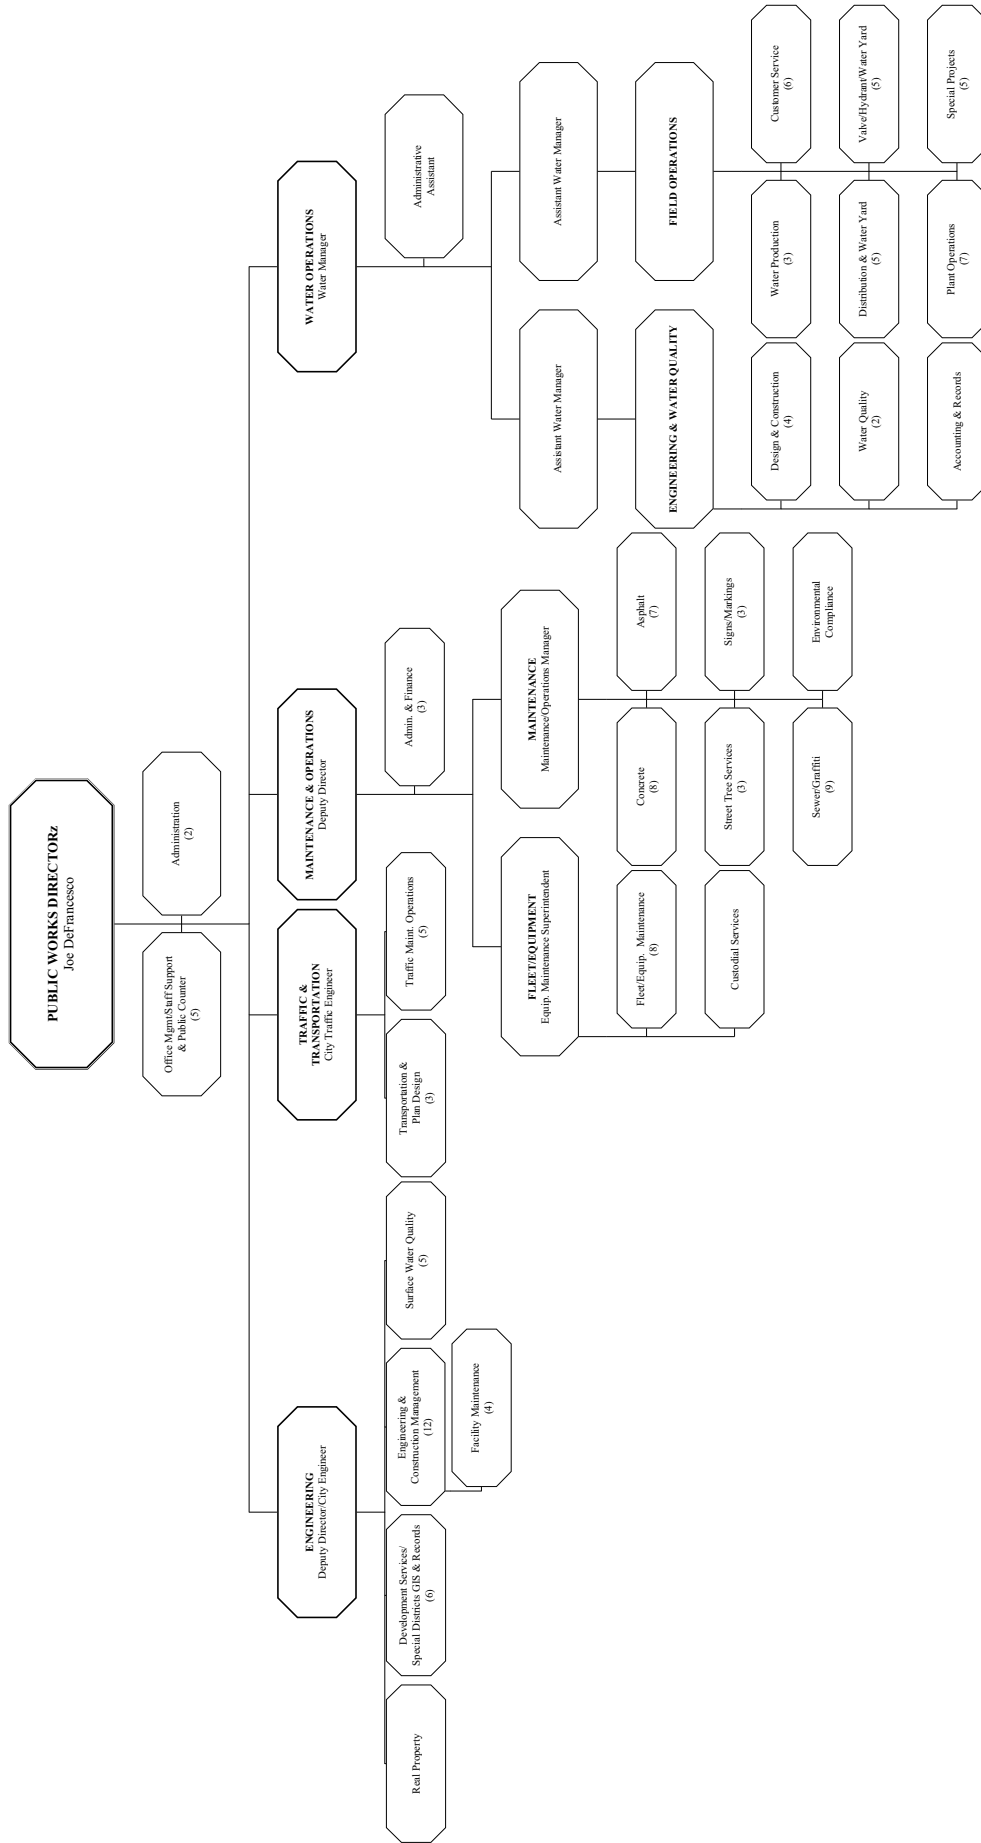 PUBLIC WORKS DIRECTORz
Joe DeFrancesco
Office Mgmt/Staff Support
& Public Counter
(5)
Administration
(2)
ENGINEERING
Deputy Director/City Engineer
TRAFFIC &
TRANSPORTATION
City Traffic Engineer
MAINTENANCE & OPERATIONS
Deputy Director
WATER OPERATIONS
Water Manager
Real Property
Development Services/
Special Districts GIS & Records
(6)
Engineering &
Construction Management
(12)
Surface Water Quality
(5)
Facility Maintenance
(4)
Transportation &
Plan Design
(3)
Traffic Maint. Operations
(5)
Admin. & Finance
(3)
FLEET/EQUIPMENT
Equip. Maintenance Superintendent
MAINTENANCE
Maintenance/Operations Manager
Fleet/Equip. Maintenance
(8)
Concrete
(8)
Asphalt
(7)
Custodial Services
Street Tree Services
(3)
Signs/Markings
(3)
Sewer/Graffiti
(9)
Environmental
Compliance
Administrative
Assistant
Assistant Water Manager
Assistant Water Manager
ENGINEERING & WATER QUALITY
FIELD OPERATIONS
Design & Construction
(4)
Water Production
(3)
Customer Service
(6)
Water Quality
(2)
Distribution & Water Yard
(5)
Valve/Hydrant/Water Yard
(5)
Accounting & Records
Plant Operations
(7)
Special Projects
(5)